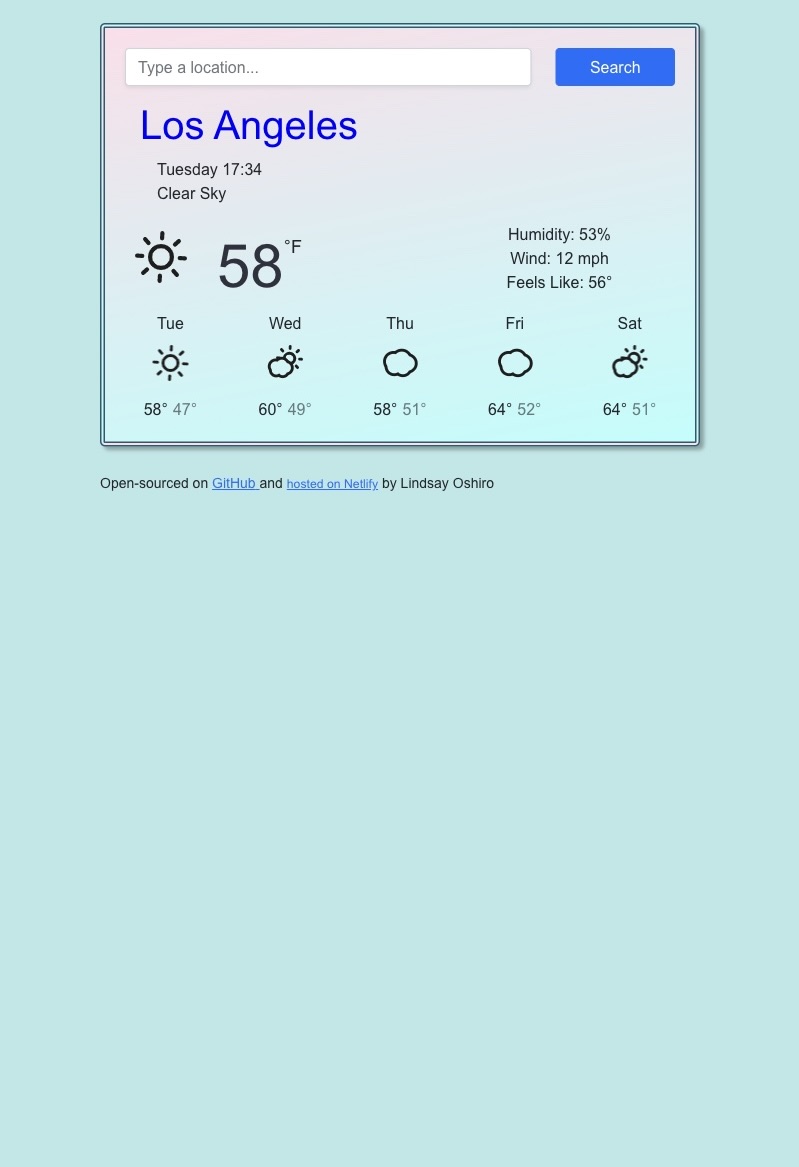 Type a location...
Search
Los Angeles
Tuesday 17:34
Clear Sky
58 °F
Humidity: 53%
Wind: 12 mph
Feels Like: 56°
Tue Wed Thu Fri Sat
58° 47° 60° 49° 58° 51° 64° 52° 64° 51°
Open-sourced on GitHub and hosted on Netlify by Lindsay Oshiro